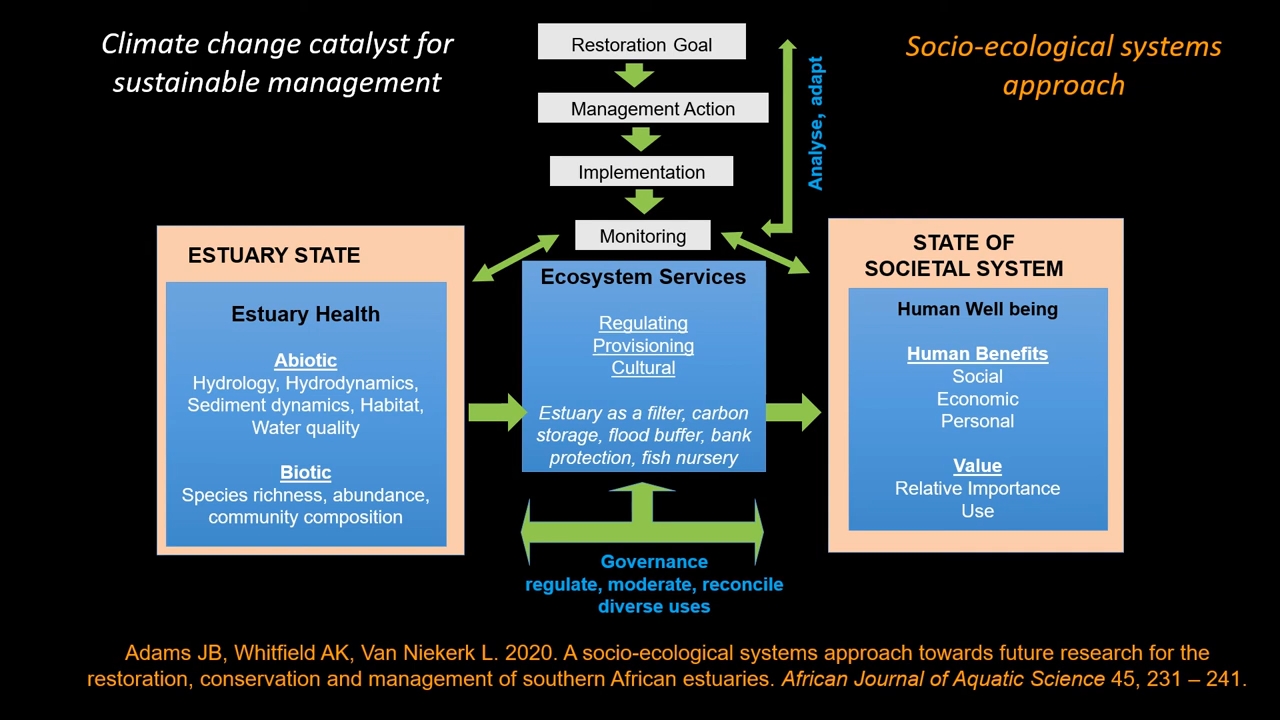 Climate change catalyst for
sustainable management
Socio-ecological systems
approach
Restoration Goal
Management Action
Implementation
Monitoring
Analyse, adapt
ESTUARY STATE
Estuary Health
Abiotic
Hydrology, Hydrodynamics,
Sediment dynamics, Habitat,
Water quality
Biotic
Species richness, abundance,
community composition
Ecosystem Services
Regulating
Provisioning
Cultural
Estuary as a filter, carbon
storage, flood buffer, bank
protection, fish nursery
STATE OF
SOCIETAL SYSTEM
Human Well being
Human Benefits
Social
Economic
Personal
Value
Relative Importance
Use
Governance
regulate, moderate, reconcile
diverse uses
Adams JB, Whitfield AK, Van Niekerk L. 2020. A socio-ecological systems approach towards future research for the
restoration, conservation and management of southern African estuaries. African Journal of Aquatic Science 45, 231 – 241.